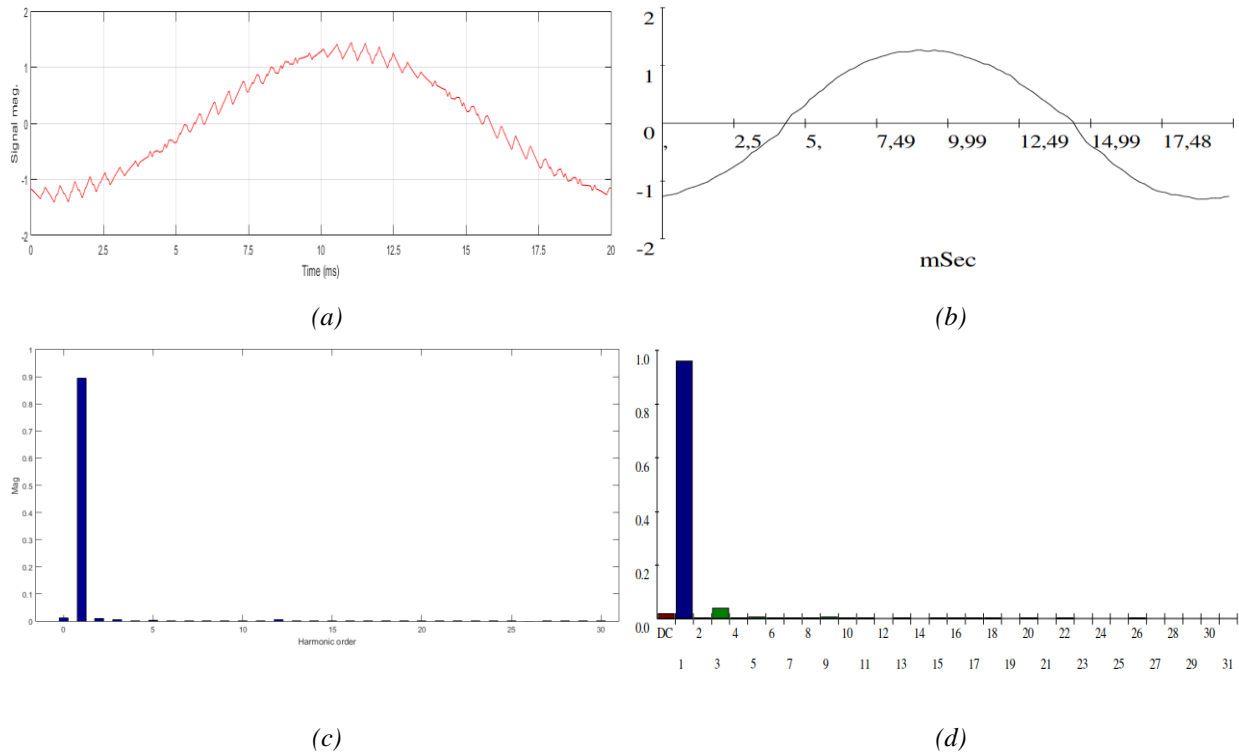 2
1
0
-1
-2
Signal mag.
0 2.5 5 7.5 10 12.5 15 17.5 20
Time (ms)
(a)
2
1
0
-1
-2
, 2,5 5, 7,49 9,99 12,49 14,99 17,48
mSec
(b)
1
0.9
0.8
0.7
0.6
0.5
0.4
0.3
0.2
0.1
0
Mag
0 5 10 15 20 25 30
Harmonic order
(c)
1.0
0.8
0.6
0.4
0.2
0.0
DC 2 4 6 8 10 12 14 16 18 20 22 24 26 28 30
1 3 5 7 9 11 13 15 17 19 21 23 25 27 29 31
(d)